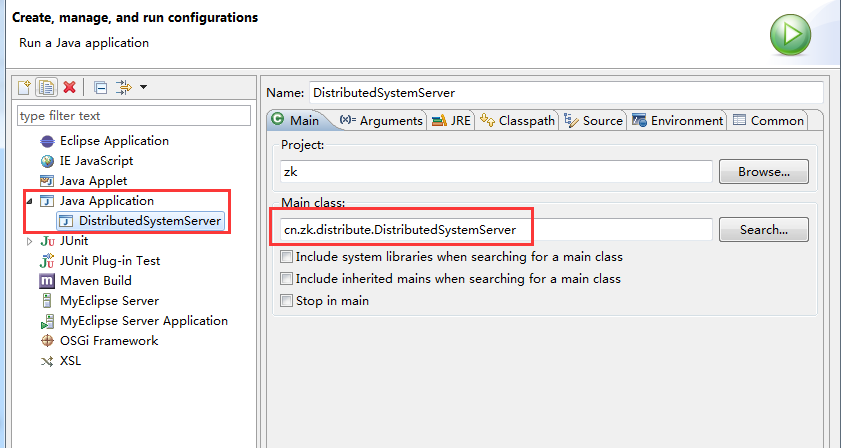 Create, manage, and run configurations
Run a Java application
type filter text
Eclipse Application
IE JavaScript
Java Applet
Java Application
DistributedSystemServer
JUnit
JUnit Plug-in Test
Maven Build
MyEclipse Server
MyEclipse Server Application
OSGi Framework
XSL
Name: DistributedSystemServer
Main Arguments JRE Classpath Source Environment Common
Project:
zk Browse...
Main class:
cn.zk.distribute.DistributedSystemServer Search...
Include system libraries when searching for a main class
Include inherited mains when searching for a main class
Stop in main